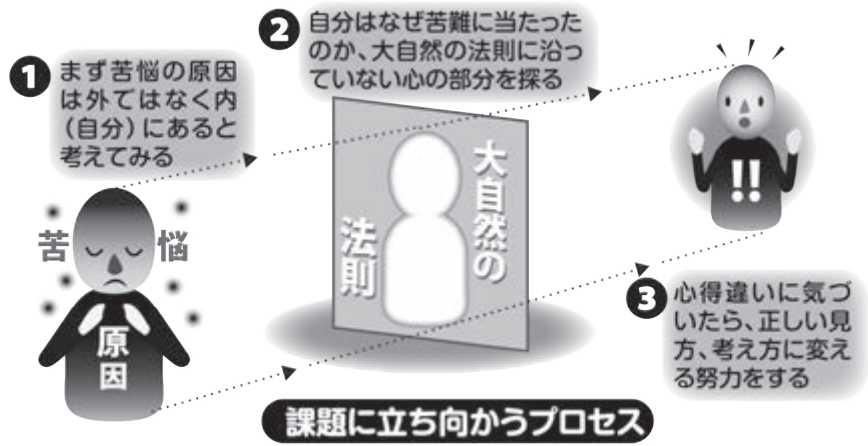 ❶
まず苦悩の原因
は外ではなく内
（自分）にあると
考えてみる
❷
自分はなぜ苦難に当たった
のか、大自然の法則に沿っ
ていない心の部分を探る
苦悩
原因
大自然の
法則
!!
❸
心得違いに気づ
いたら、正しい見
方、考え方に変え
る努力をする
課題に立ち向かうプロセス